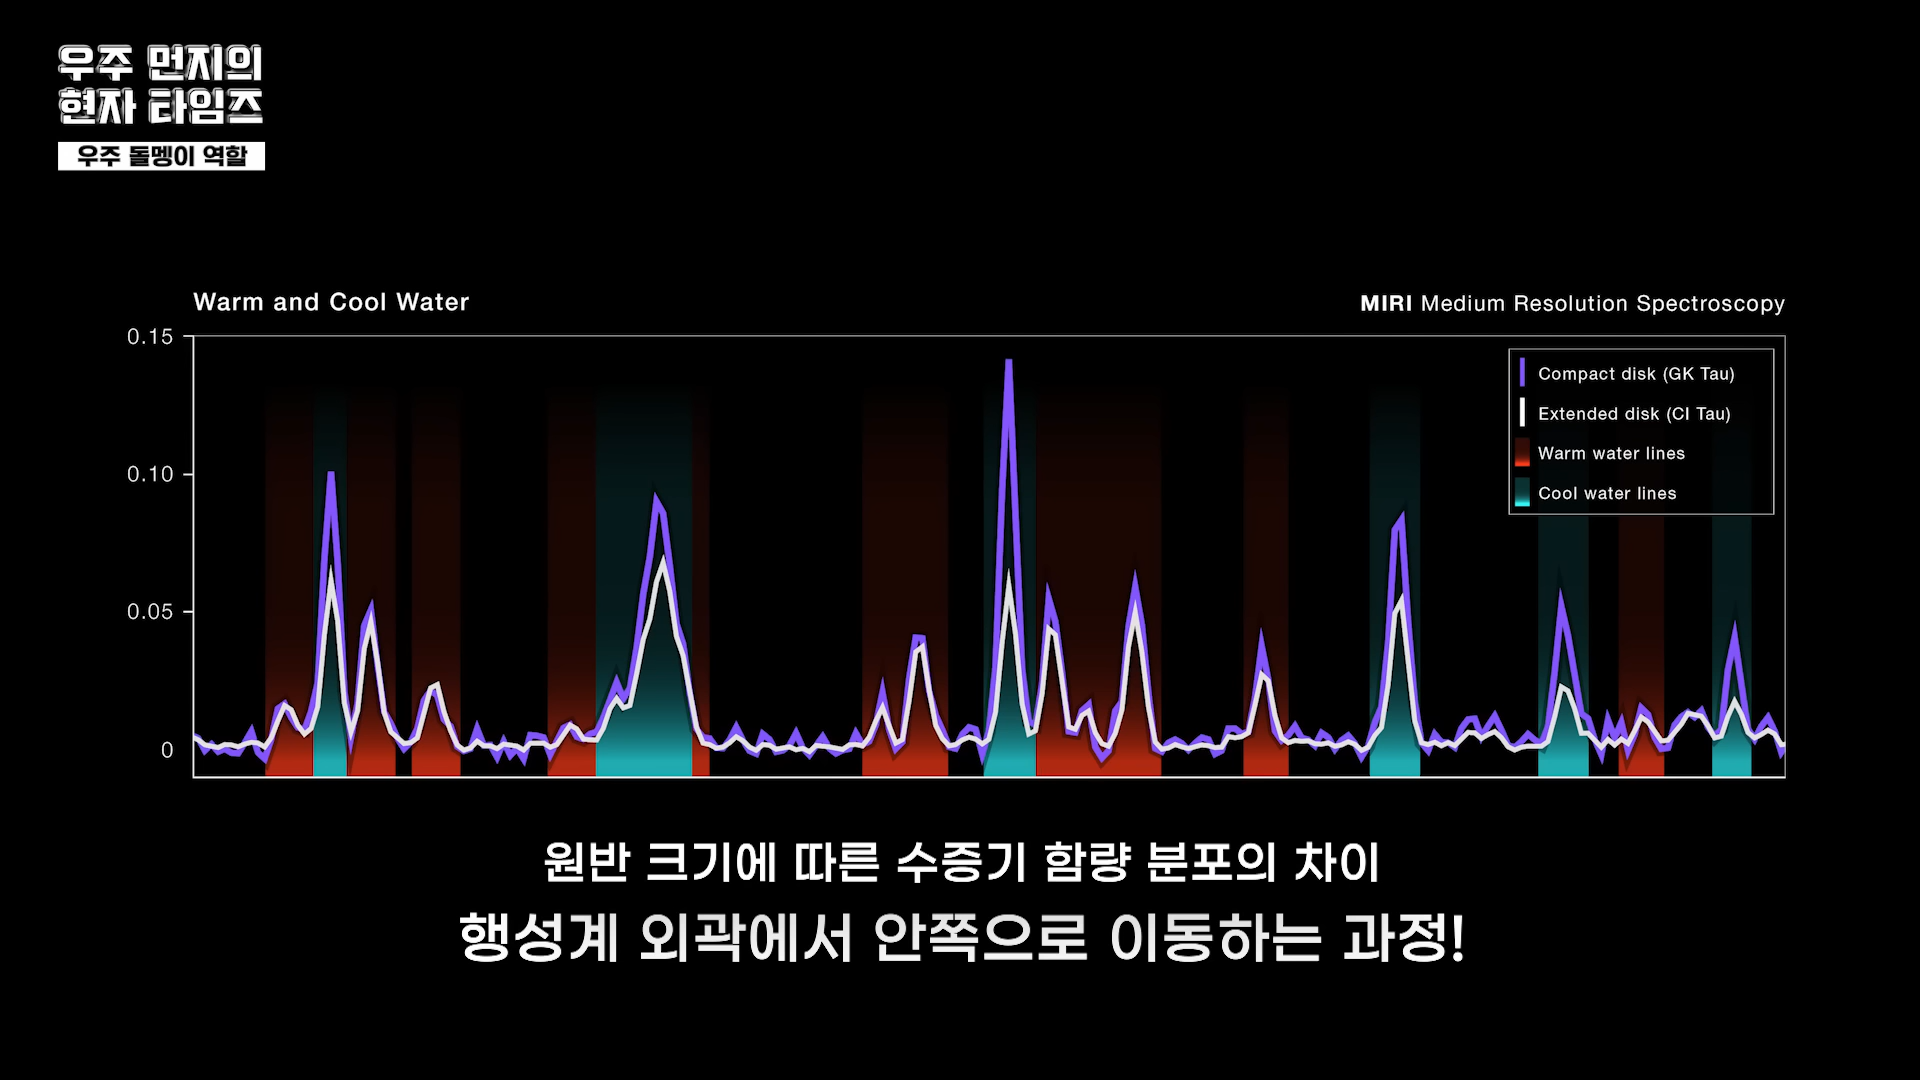 우주 먼지의
현자 타임즈
우주 돌멩이 역할
Warm and Cool Water
MIRI Medium Resolution Spectroscopy
0.15
0.10
0.05
0
Compact disk (GK Tau)
Extended disk (CI Tau)
Warm water lines
Cool water lines
원반 크기에 따른 수증기 함량 분포의 차이
행성계 외곽에서 안쪽으로 이동하는 과정!